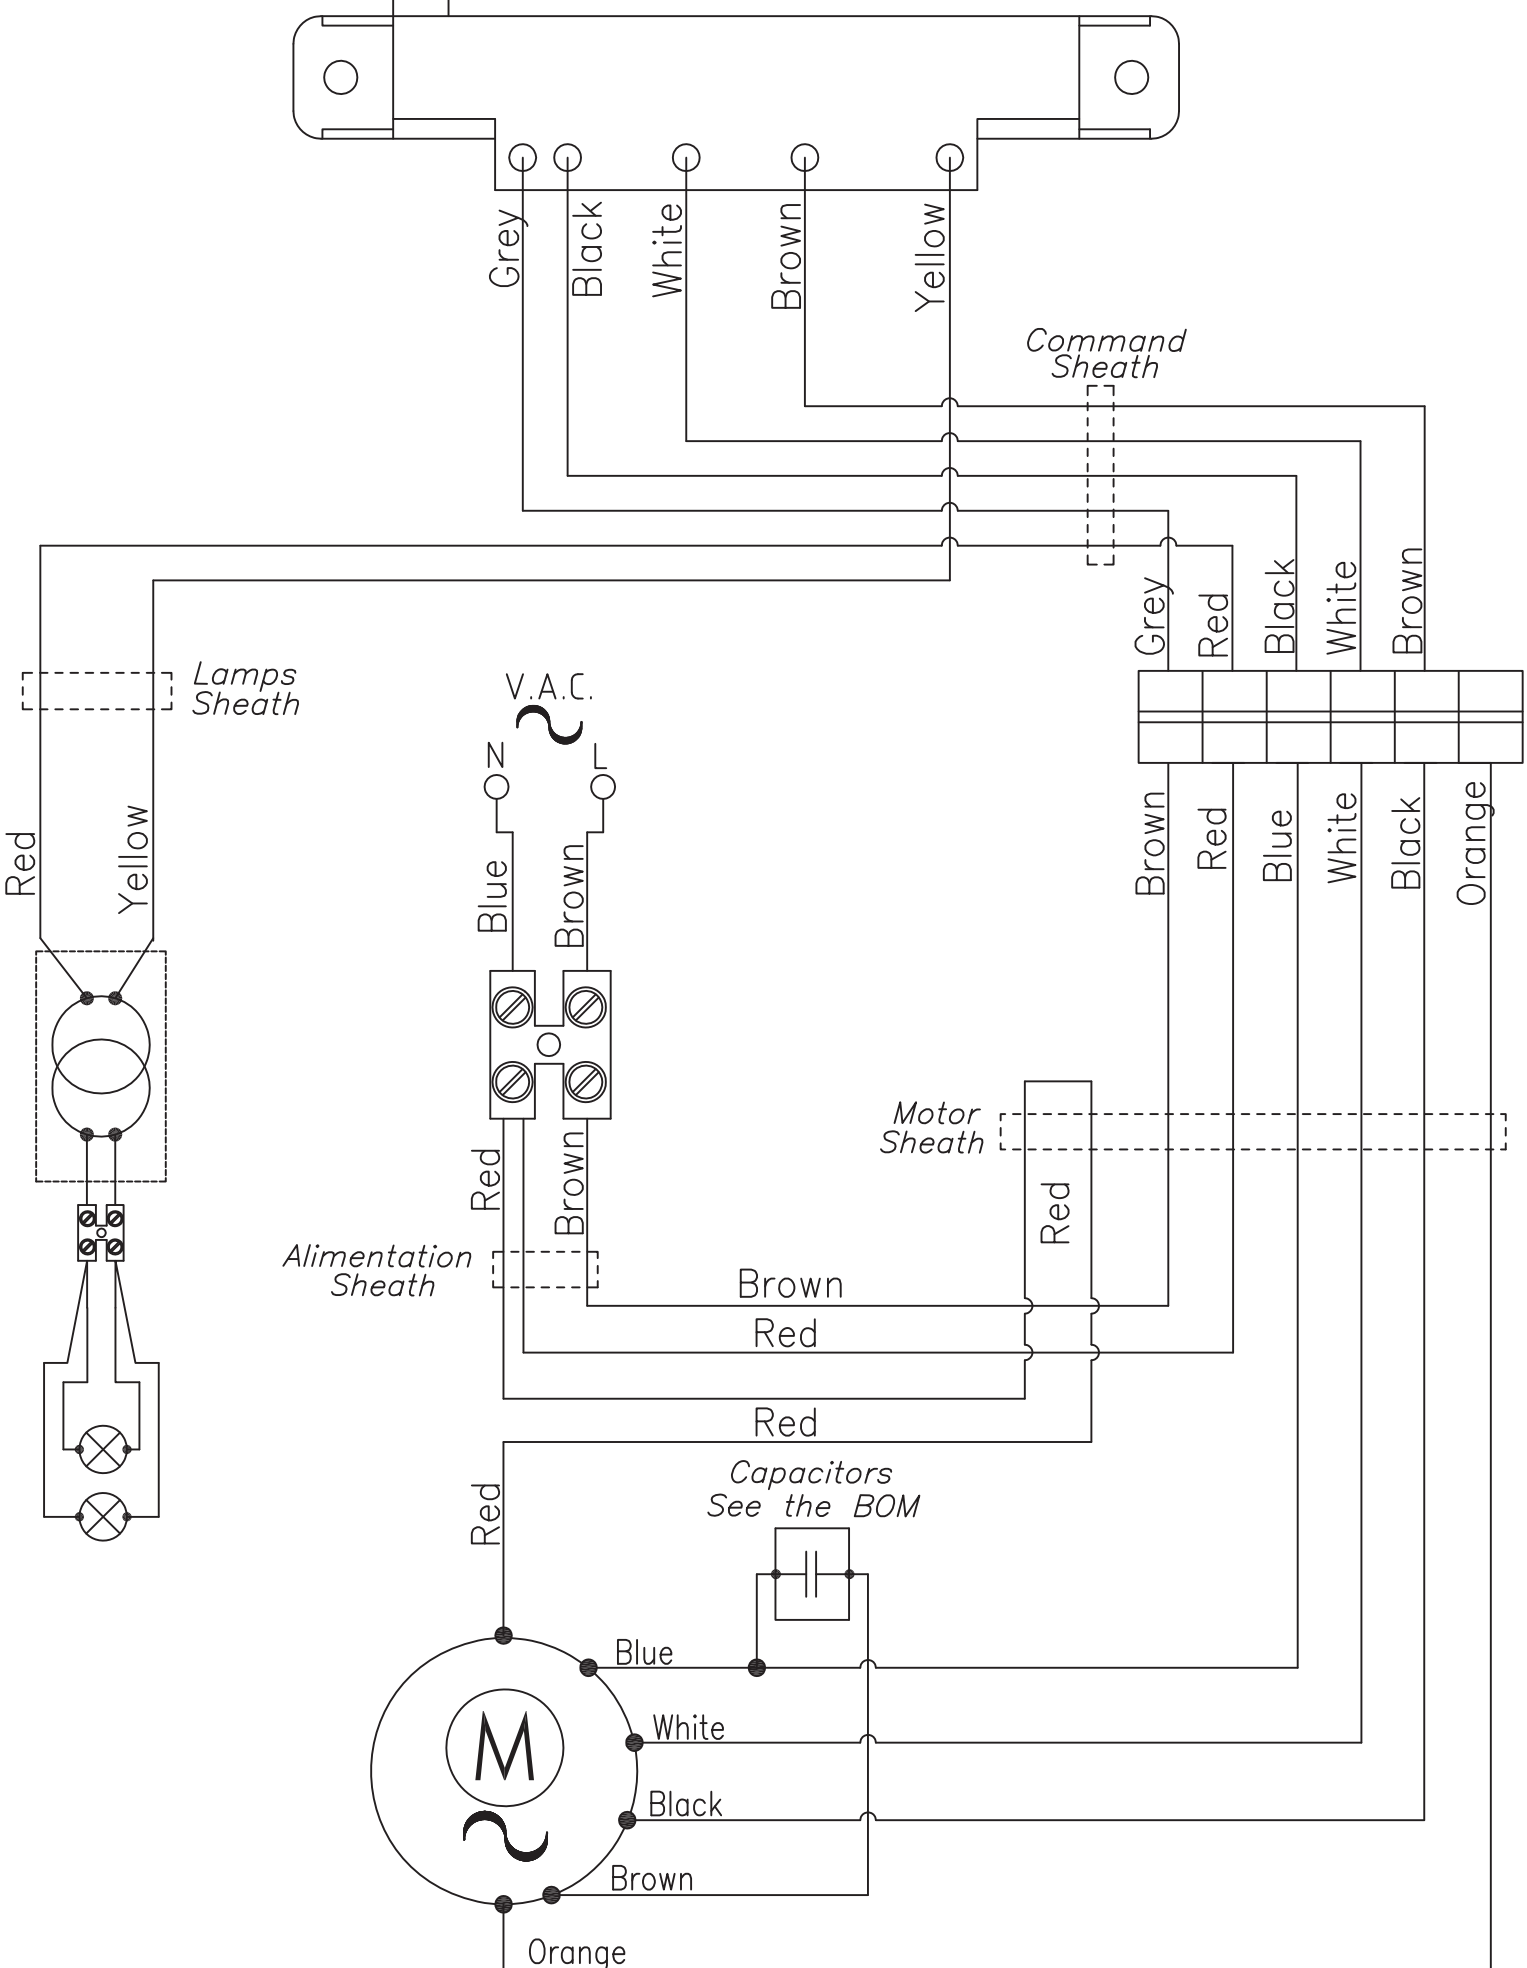 Grey
Black
White
Brown
Yellow
Command
Sheath
Grey
Red
Black
White
Brown
Lamps
Sheath
V.A.C.
N
L
Red
Yellow
Blue
Brown
Brown
Red
Blue
White
Black
Orange
Motor
Sheath
Red
Brown
Red
Alimentation
Sheath
Brown
Red
Red
Capacitors
See the BOM
Red
Blue
White
M
Black
Brown
Orange